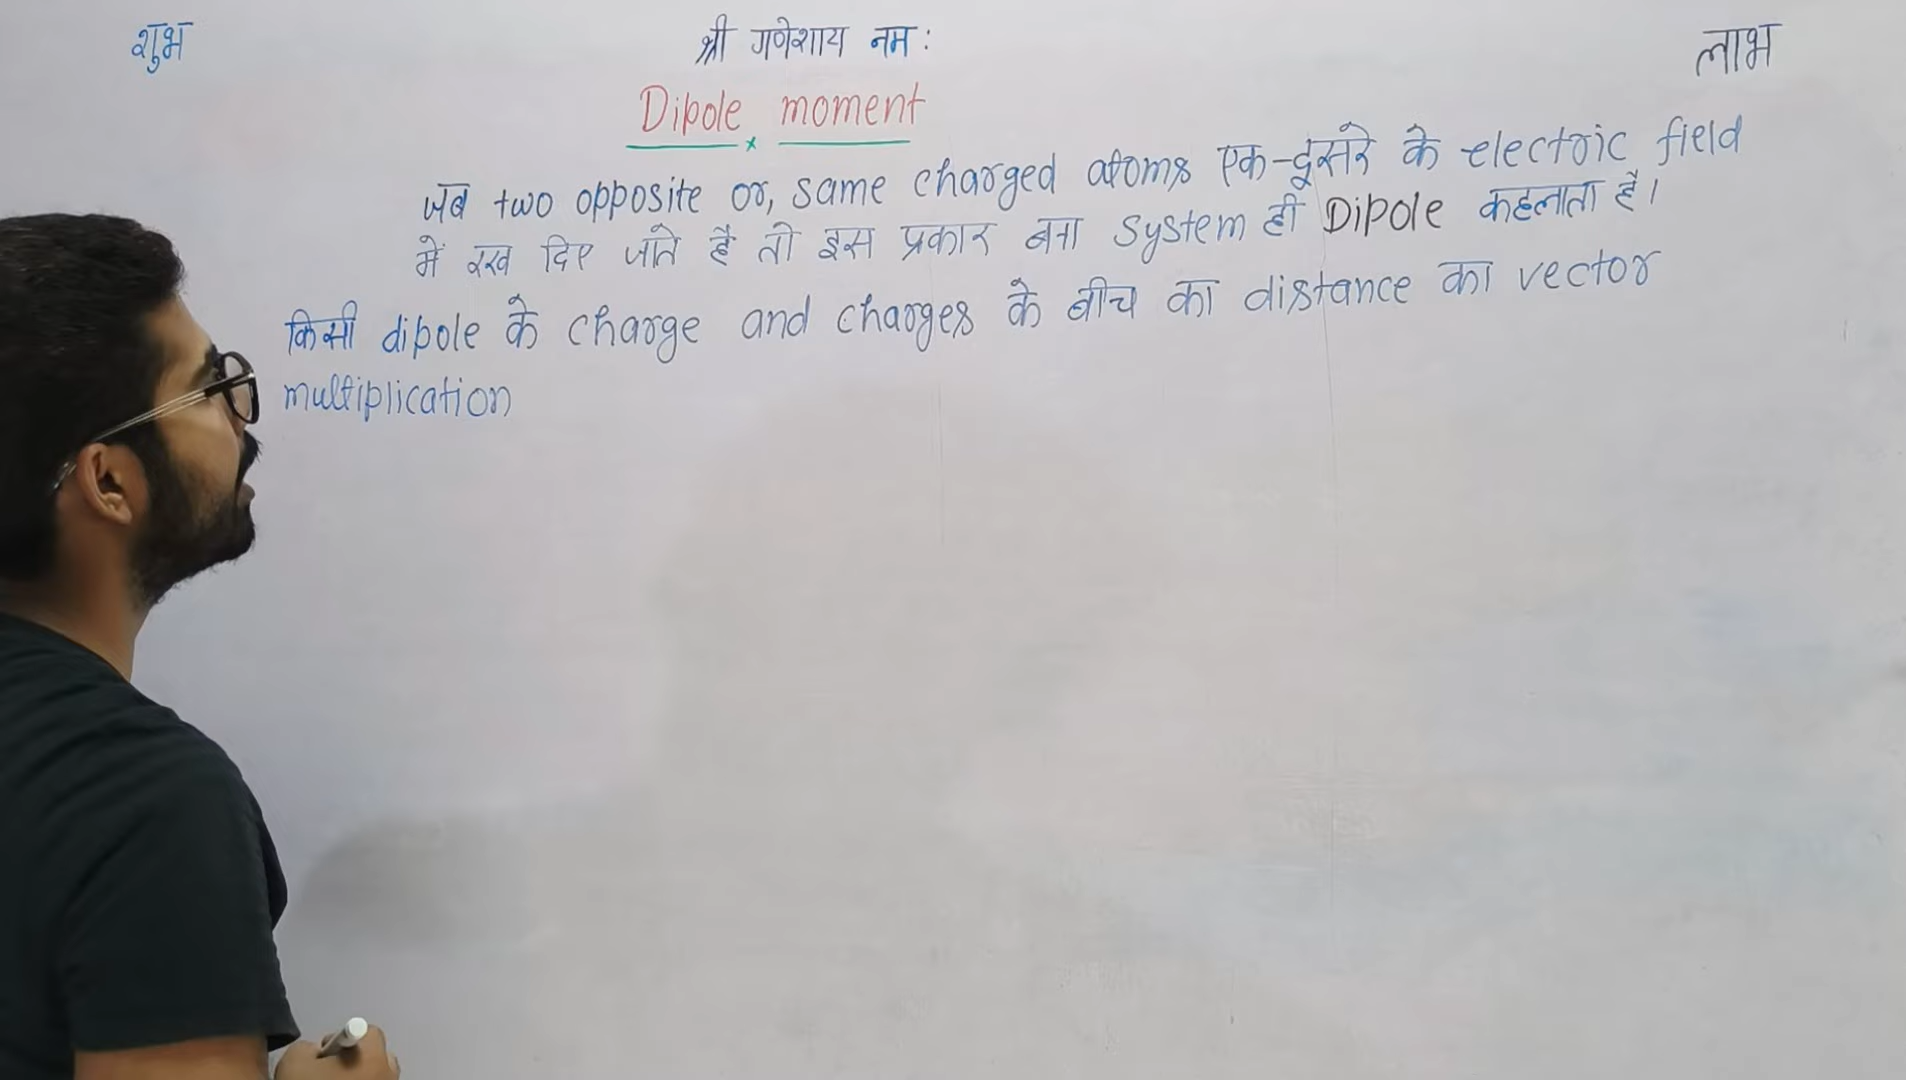 शुभ श्री गणेशाय नम: लाभ
Dipole moment
जब two opposite or, same charged atoms एक-दूसरे के electric field
में रख दिए जाते है तो इस प्रकार बना system ही Dipole कहलाता है।
किसी dipole के charge and charges के बीच का distance का vector
multiplication